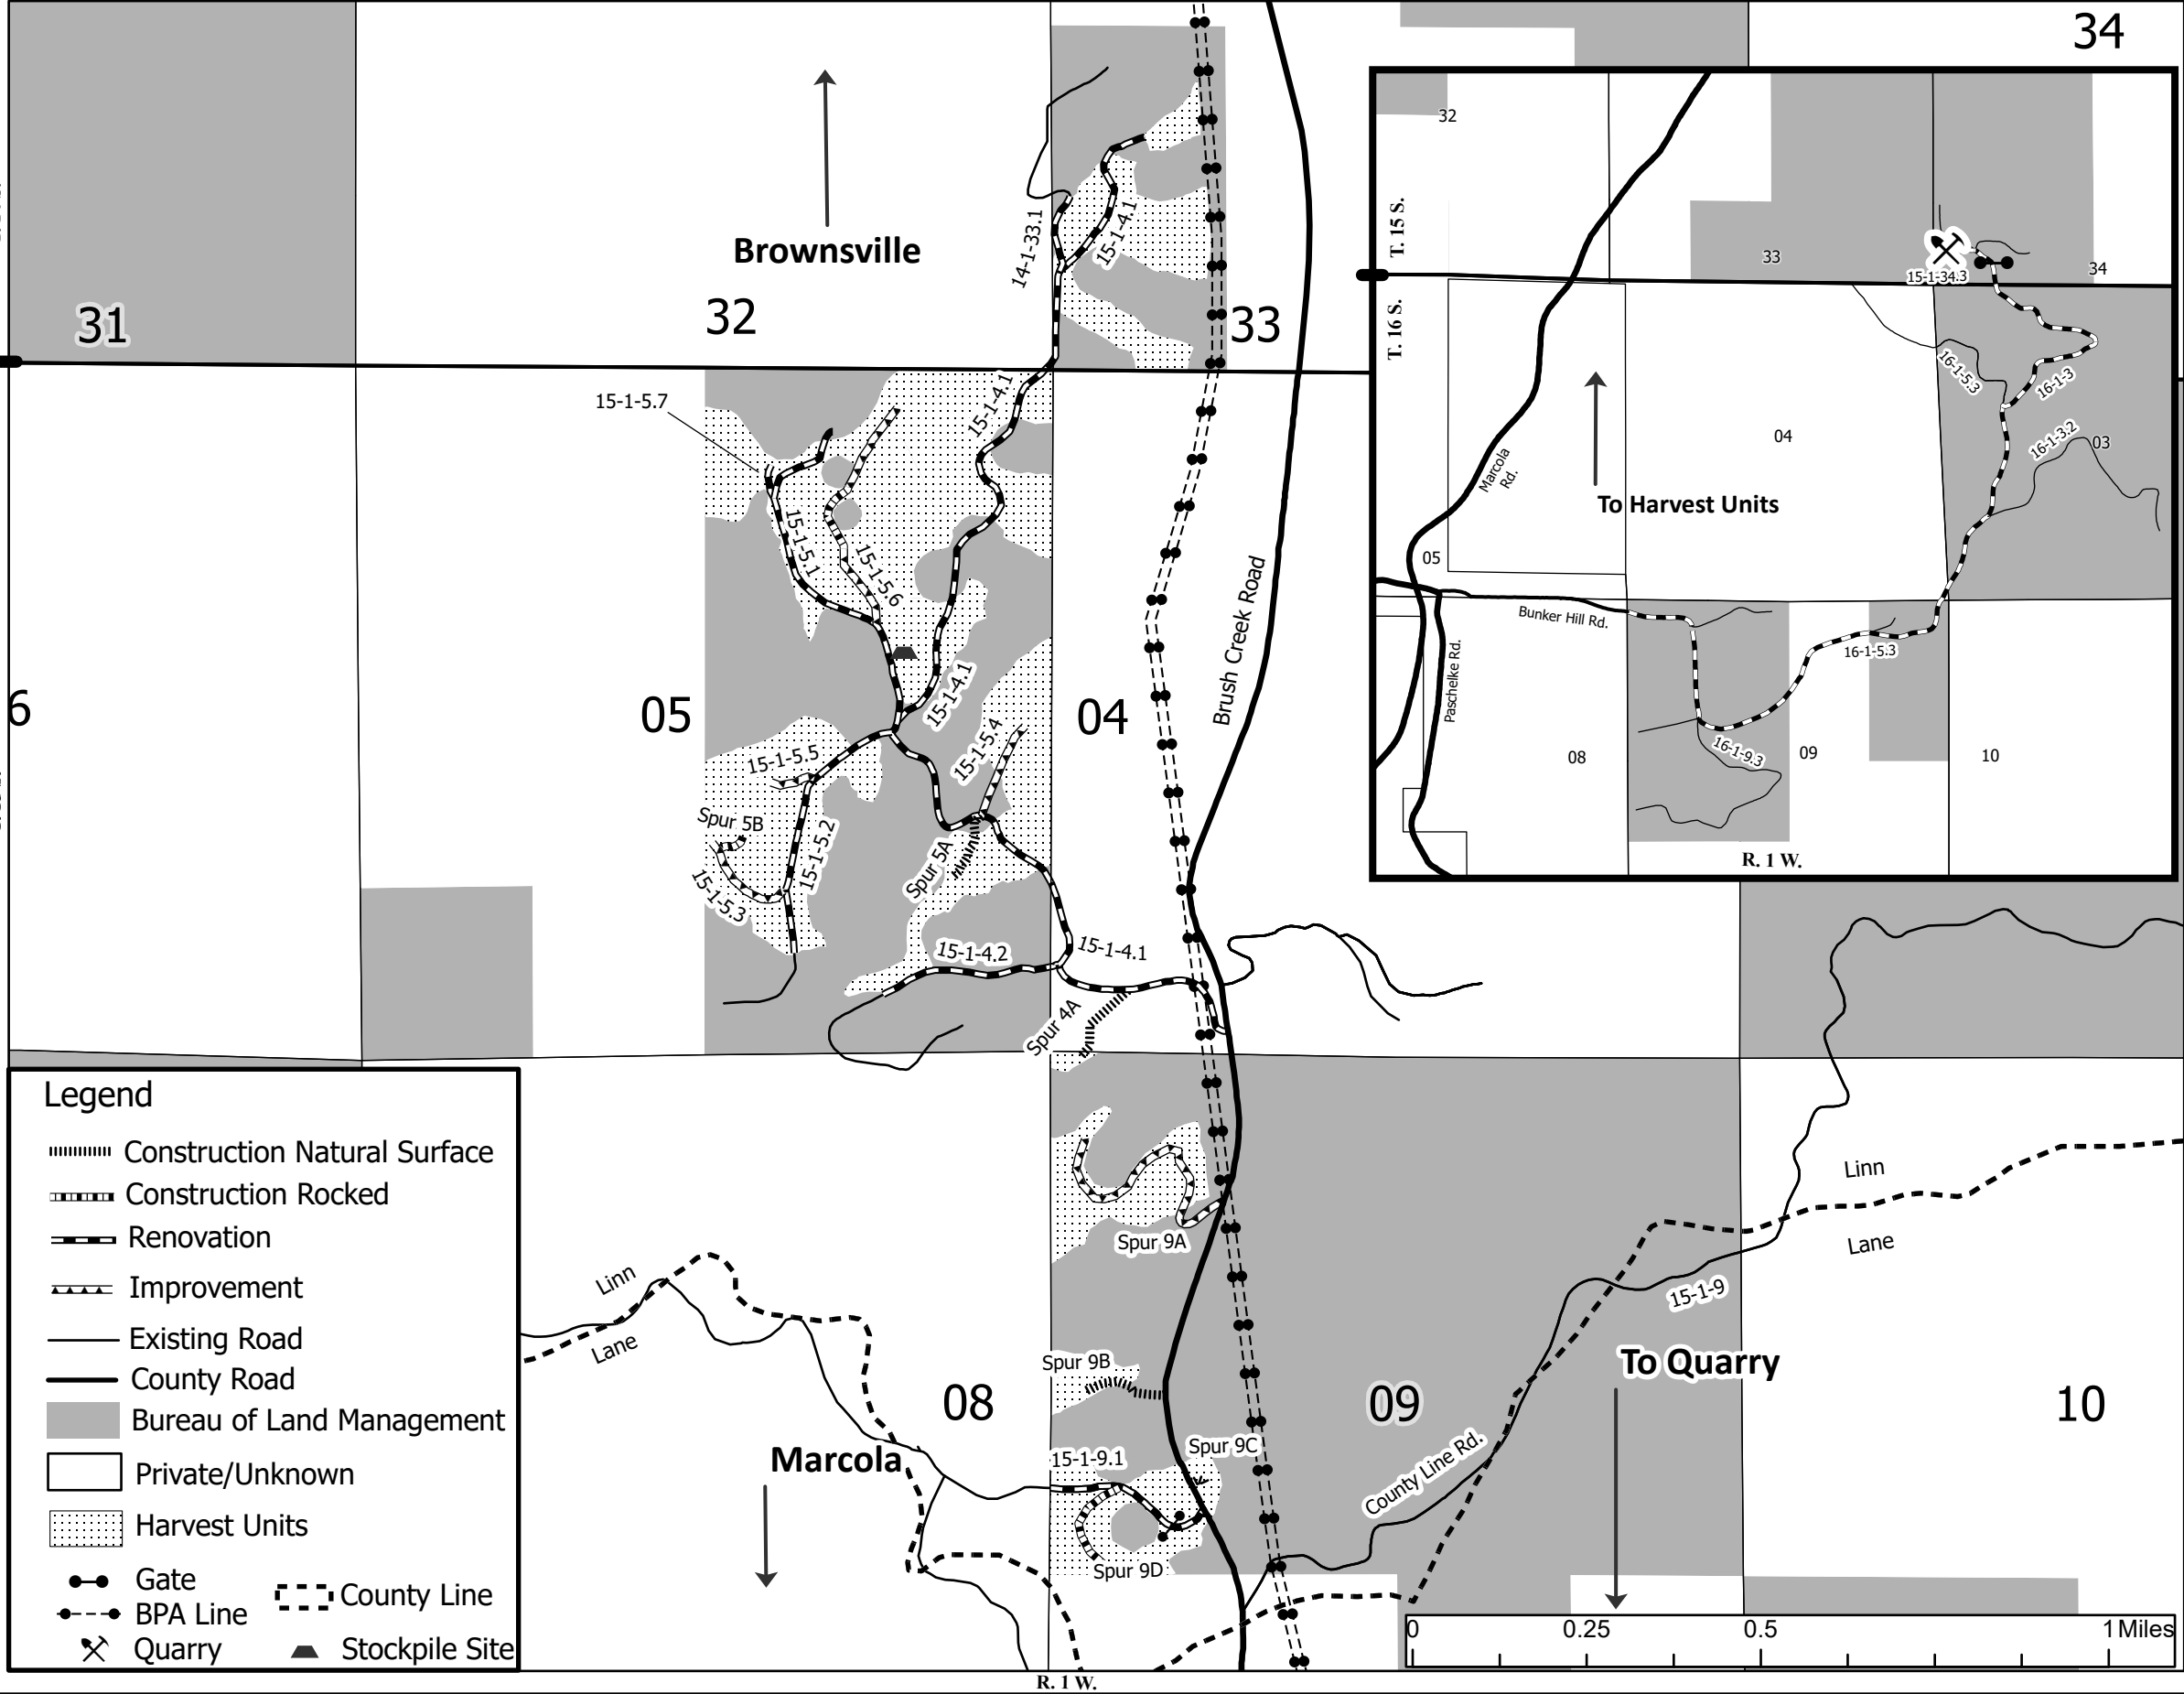 34
Brownsville
31
32
33
14-1-33.1
15-1-4.1
15-1-5.7
15-1-4.1
15-1-5.1
15-1-5.6
15-1-4.1
15-1-5.4
6
05
04
Brush Creek Road
15-1-5.5
Spur 5B
15-1-5.2
15-1-5.3
Spur 5A
15-1-4.2
15-1-4.1
Spur 4A
Spur 9A
Linn
Lane
Linn
Lane
15-1-9
To Quarry
Spur 9B
08
09
10
Marcola
15-1-9.1
Spur 9C
County Line Rd.
Spur 9D
R. 1 W.
32
T. 15 S.
33
34
15-1-34.3
T. 16 S.
16-1-5.3
16-1-3
16-1-3.2
03
04
Marcola
Rd.
To Harvest Units
05
Bunker Hill Rd.
Paschelke Rd.
16-1-5.3
16-1-9.3
08
09
10
R. 1 W.
Legend
Construction Natural Surface
Construction Rocked
Renovation
Improvement
Existing Road
County Road
Bureau of Land Management
Private/Unknown
Harvest Units
Gate
BPA Line
County Line
Quarry
Stockpile Site
0
0.25
0.5
1 Miles